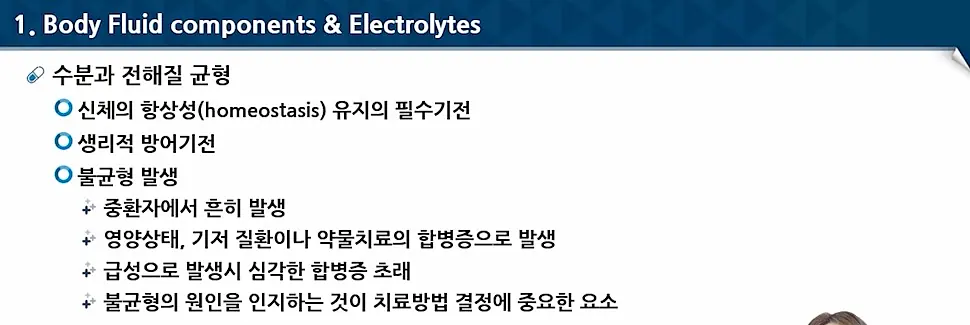 1. Body Fluid components & Electrolytes
수분과 전해질 균형
신체의 항상성(homeostasis) 유지의 필수기전
생리적 방어기전
불균형 발생
중환자에서 흔히 발생
영양상태, 기저 질환이나 약물치료의 합병증으로 발생
급성으로 발생시 심각한 합병증 초래
불균형의 원인을 인지하는 것이 치료방법 결정에 중요한 요소